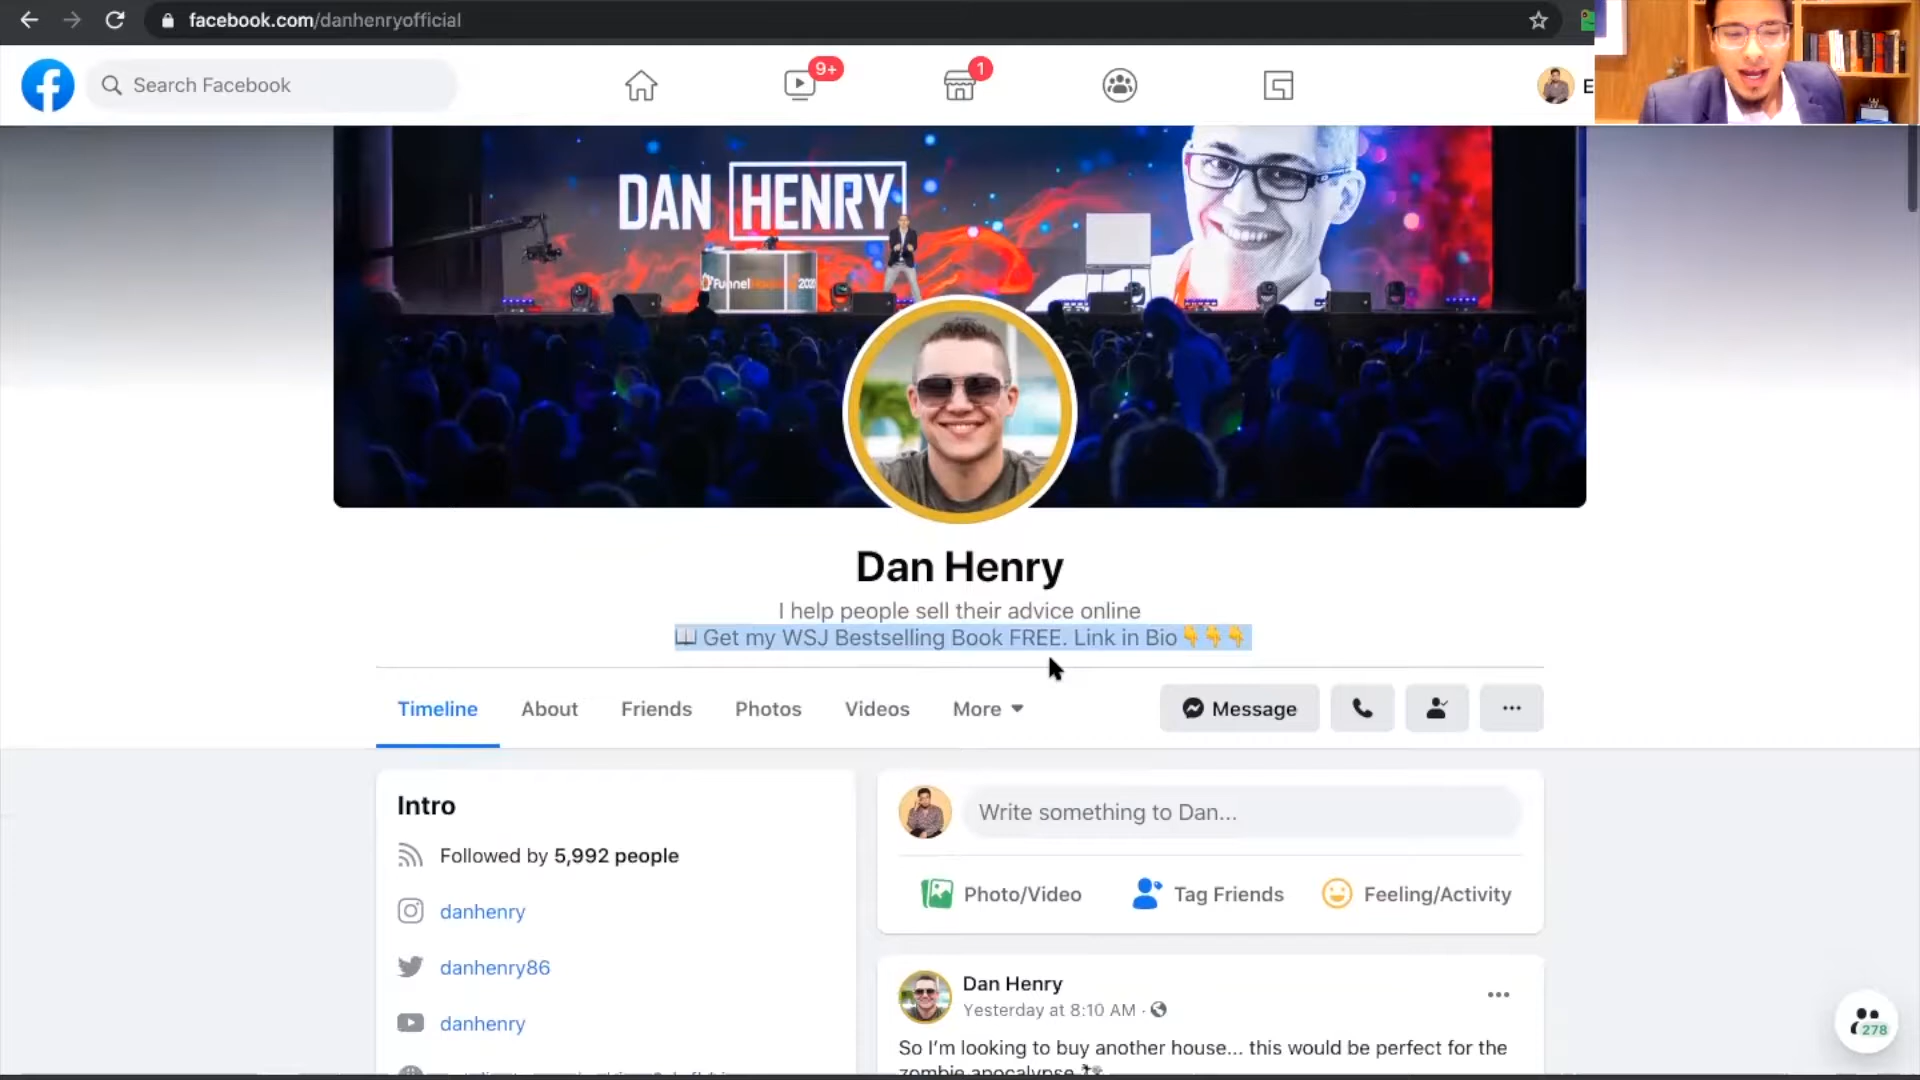 facebook.com/danhenryofficial
Search Facebook
9+
1
E
DAN HENRY
Funnel
Dan Henry
I help people sell their advice online
📖 Get my WSJ Bestselling Book FREE. Link in Bio👇👇👇
Timeline
About
Friends
Photos
Videos
More
Message
Intro
Followed by 5,992 people
danhenry
danhenry86
danhenry
Write something to Dan...
Photo/Video
Tag Friends
Feeling/Activity
Dan Henry
Yesterday at 8:10 AM ·
So I'm looking to buy another house... this would be perfect for the
zombie apocalypse
278